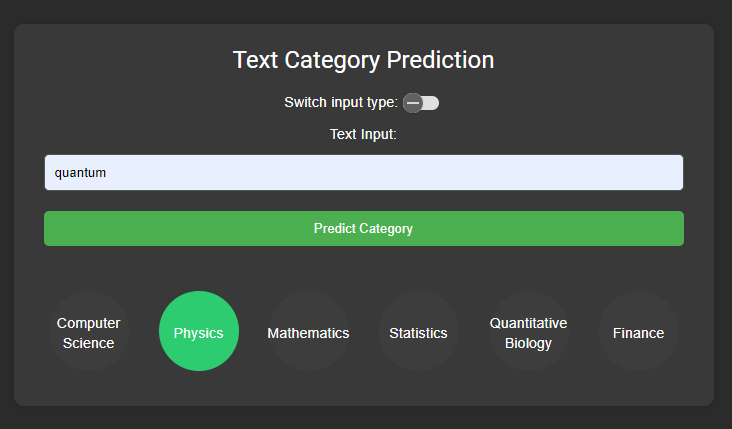 Text Category Prediction
Switch input type:
Text Input:
quantum
Predict Category
Computer
Science
Physics
Mathematics
Statistics
Quantitative
Biology
Finance